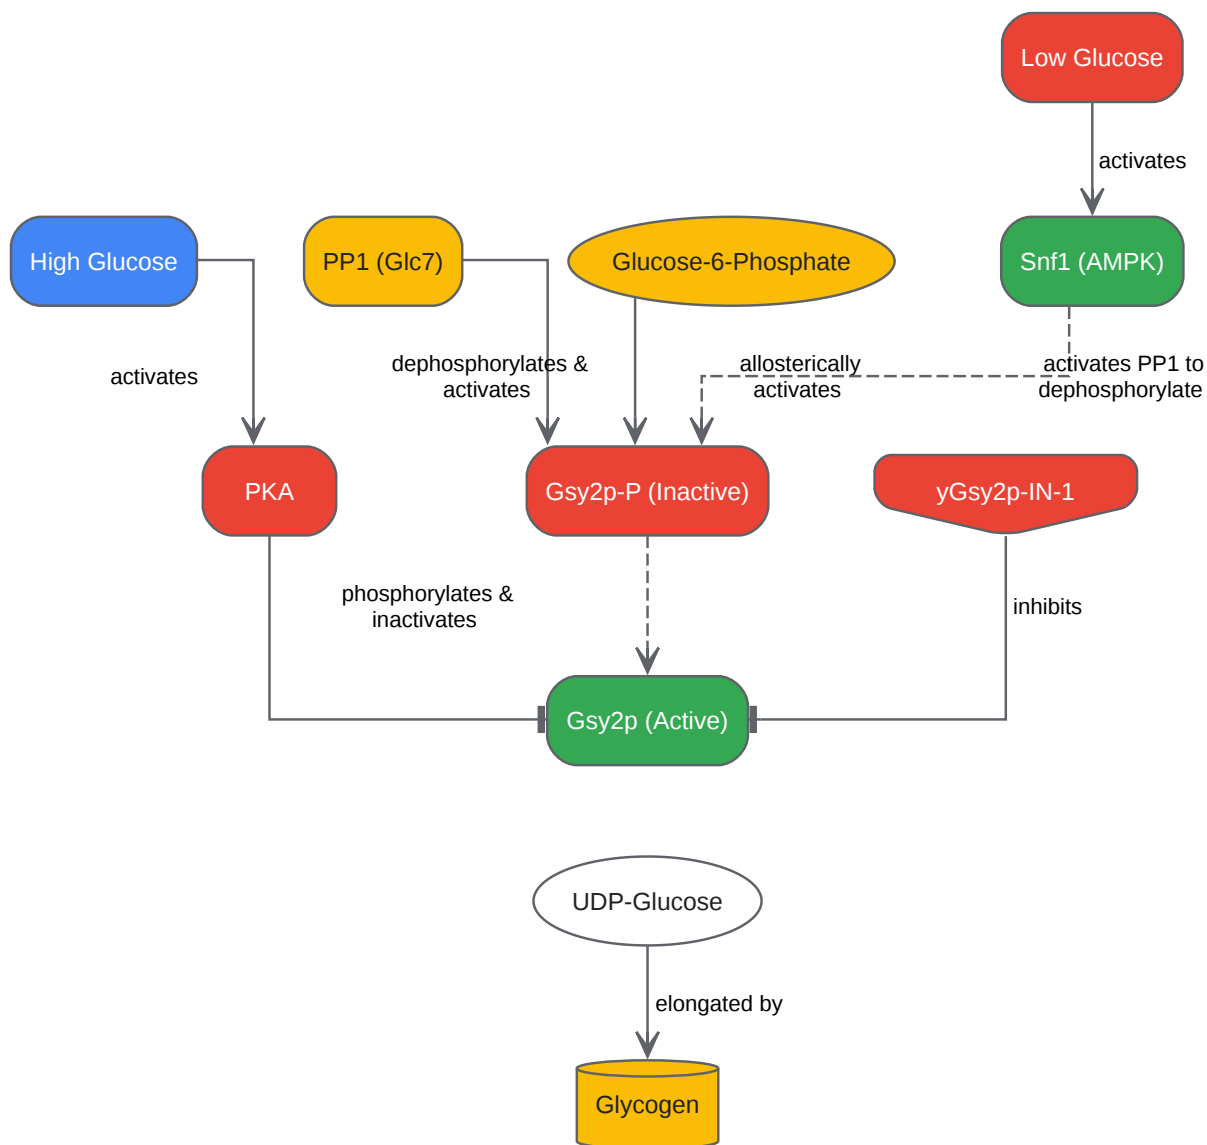 Low Glucose
activates
High Glucose
PP1 (Glc7)
Glucose-6-Phosphate
Snf1 (AMPK)
activates
dephosphorylates &
activates
allosterically
activates
activates PP1 to
dephosphorylate
PKA
Gsy2p-P (Inactive)
yGsy2p-IN-1
phosphorylates &
inactivates
inhibits
Gsy2p (Active)
UDP-Glucose
elongated by
Glycogen